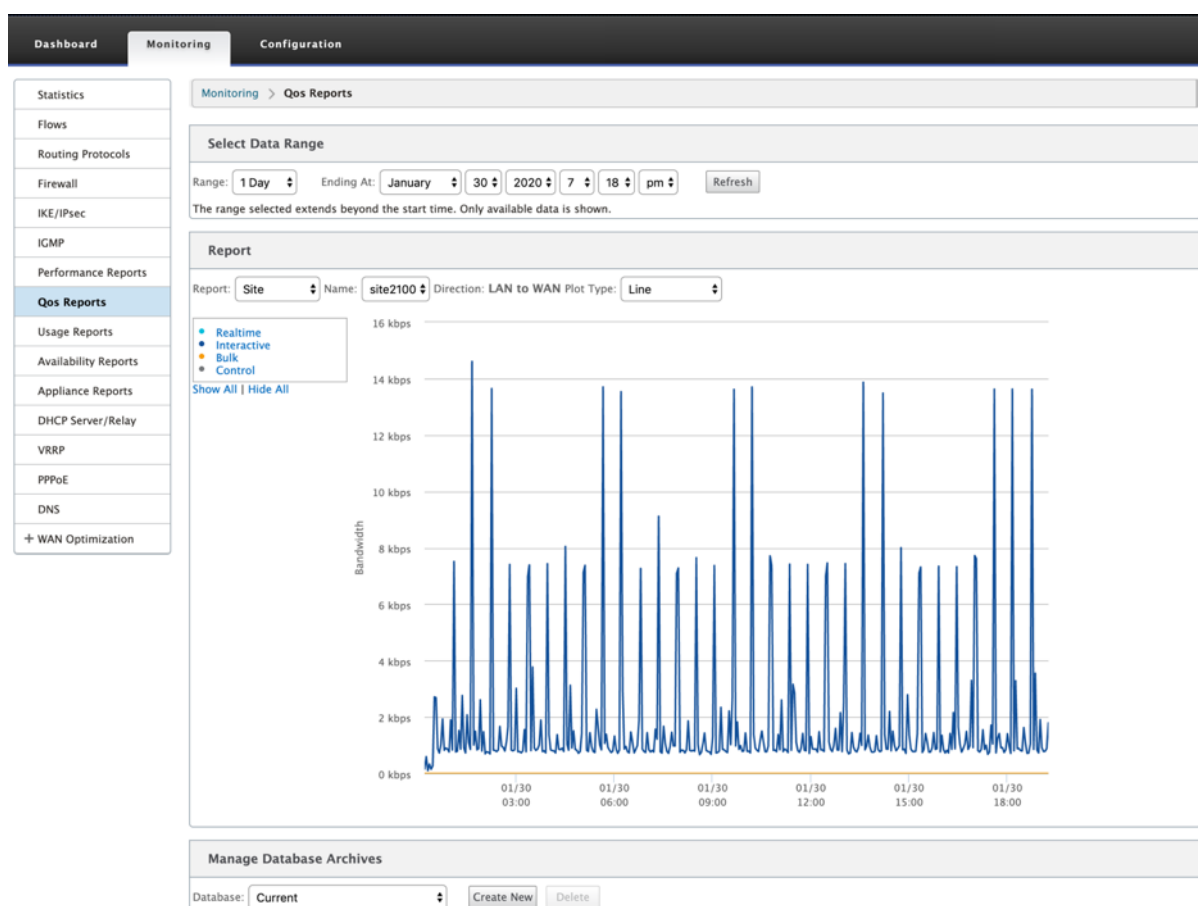 Dashboard Monitoring Configuration
Statistics
Flows
Routing Protocols
Firewall
IKE/IPsec
IGMP
Performance Reports
Qos Reports
Usage Reports
Availability Reports
Appliance Reports
DHCP Server/Relay
VRRP
PPPoE
DNS
+ WAN Optimization
Monitoring > Qos Reports
Select Data Range
Range: 1 Day Ending At: January 30 2020 7 18 pm Refresh
The range selected extends beyond the start time. Only available data is shown.
Report
Report: Site Name: site2100 Direction: LAN to WAN Plot Type: Line
Realtime
Interactive
Bulk
Control
Show All | Hide All
Bandwidth
16 kbps
14 kbps
12 kbps
10 kbps
8 kbps
6 kbps
4 kbps
2 kbps
0 kbps
01/30 01/30 01/30 01/30 01/30 01/30
03:00 06:00 09:00 12:00 15:00 18:00
Manage Database Archives
Database: Current Create New Delete